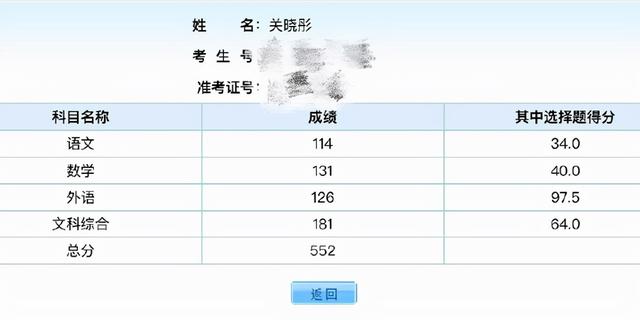 姓 名: 关晓彤
考 生 号
准考证号:
科目名称 成绩 其中选择题得分
语文 114 34.0
数学 131 40.0
外语 126 97.5
文科综合 181 64.0
总分 552
返回